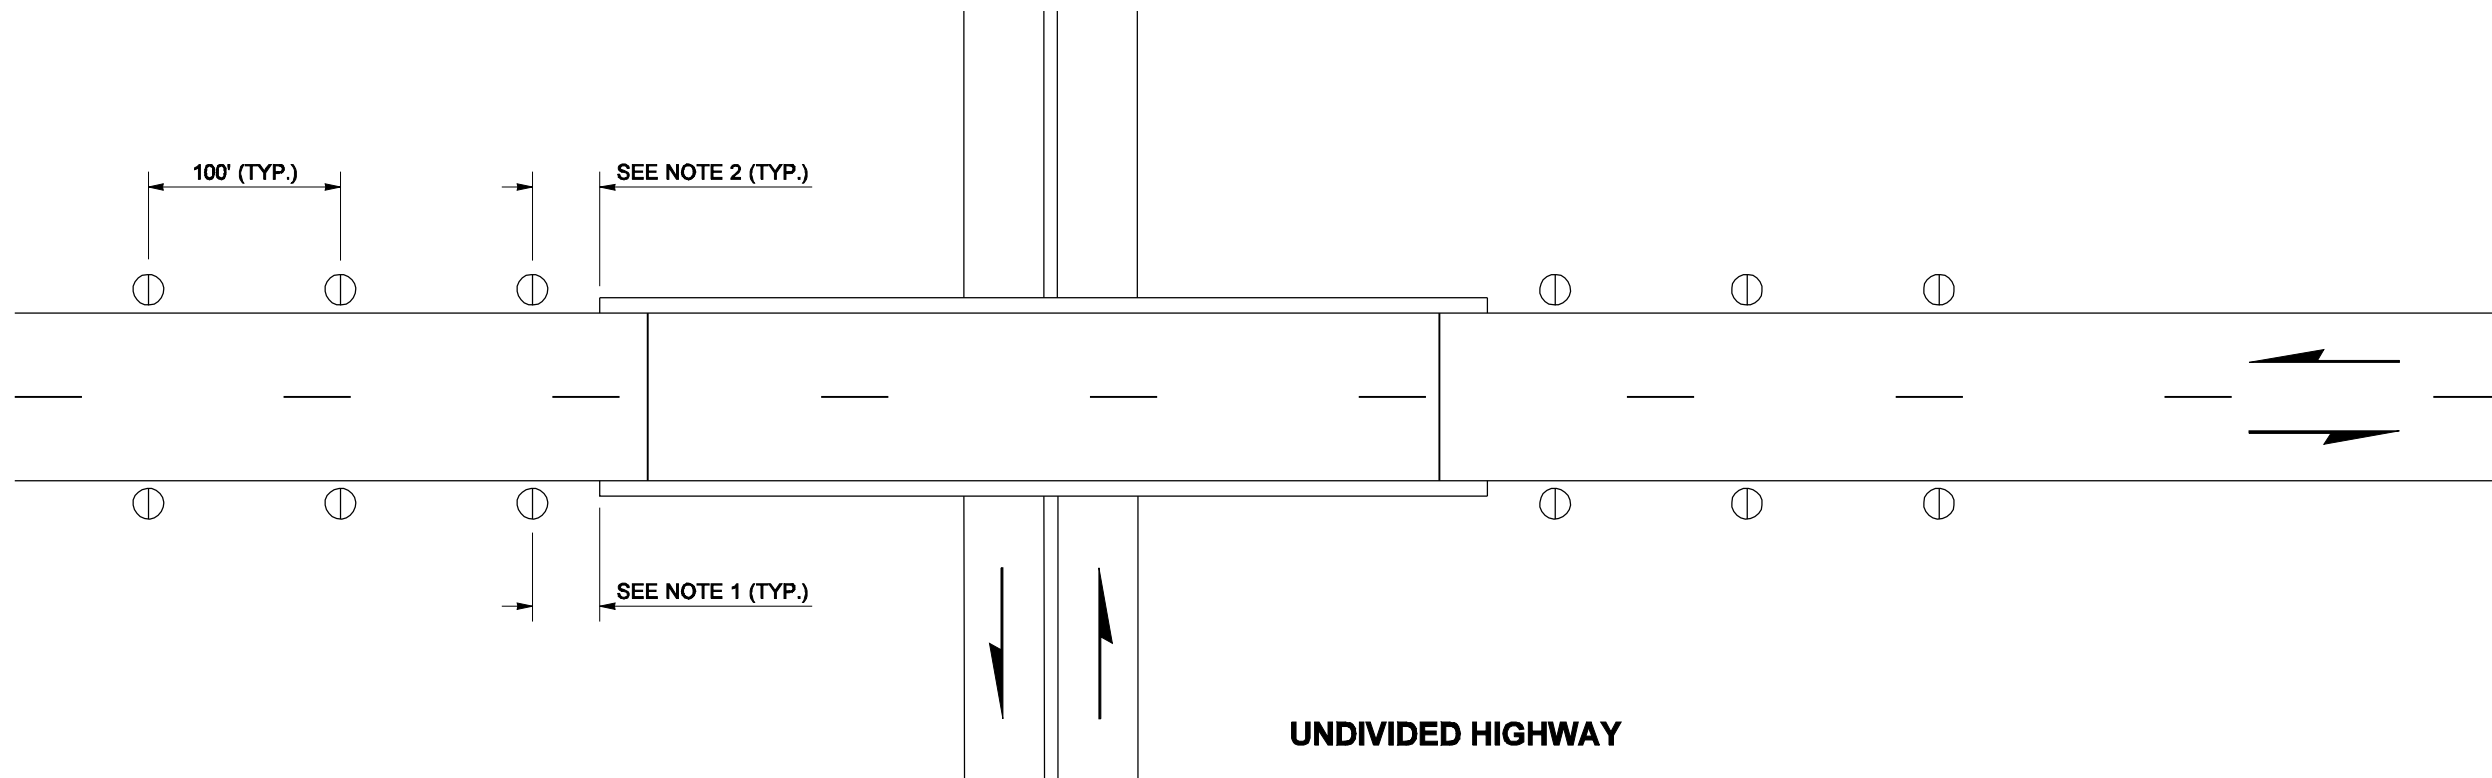 100' (TYP.)
SEE NOTE 2 (TYP.)
SEE NOTE 1 (TYP.)
UNDIVIDED HIGHWAY